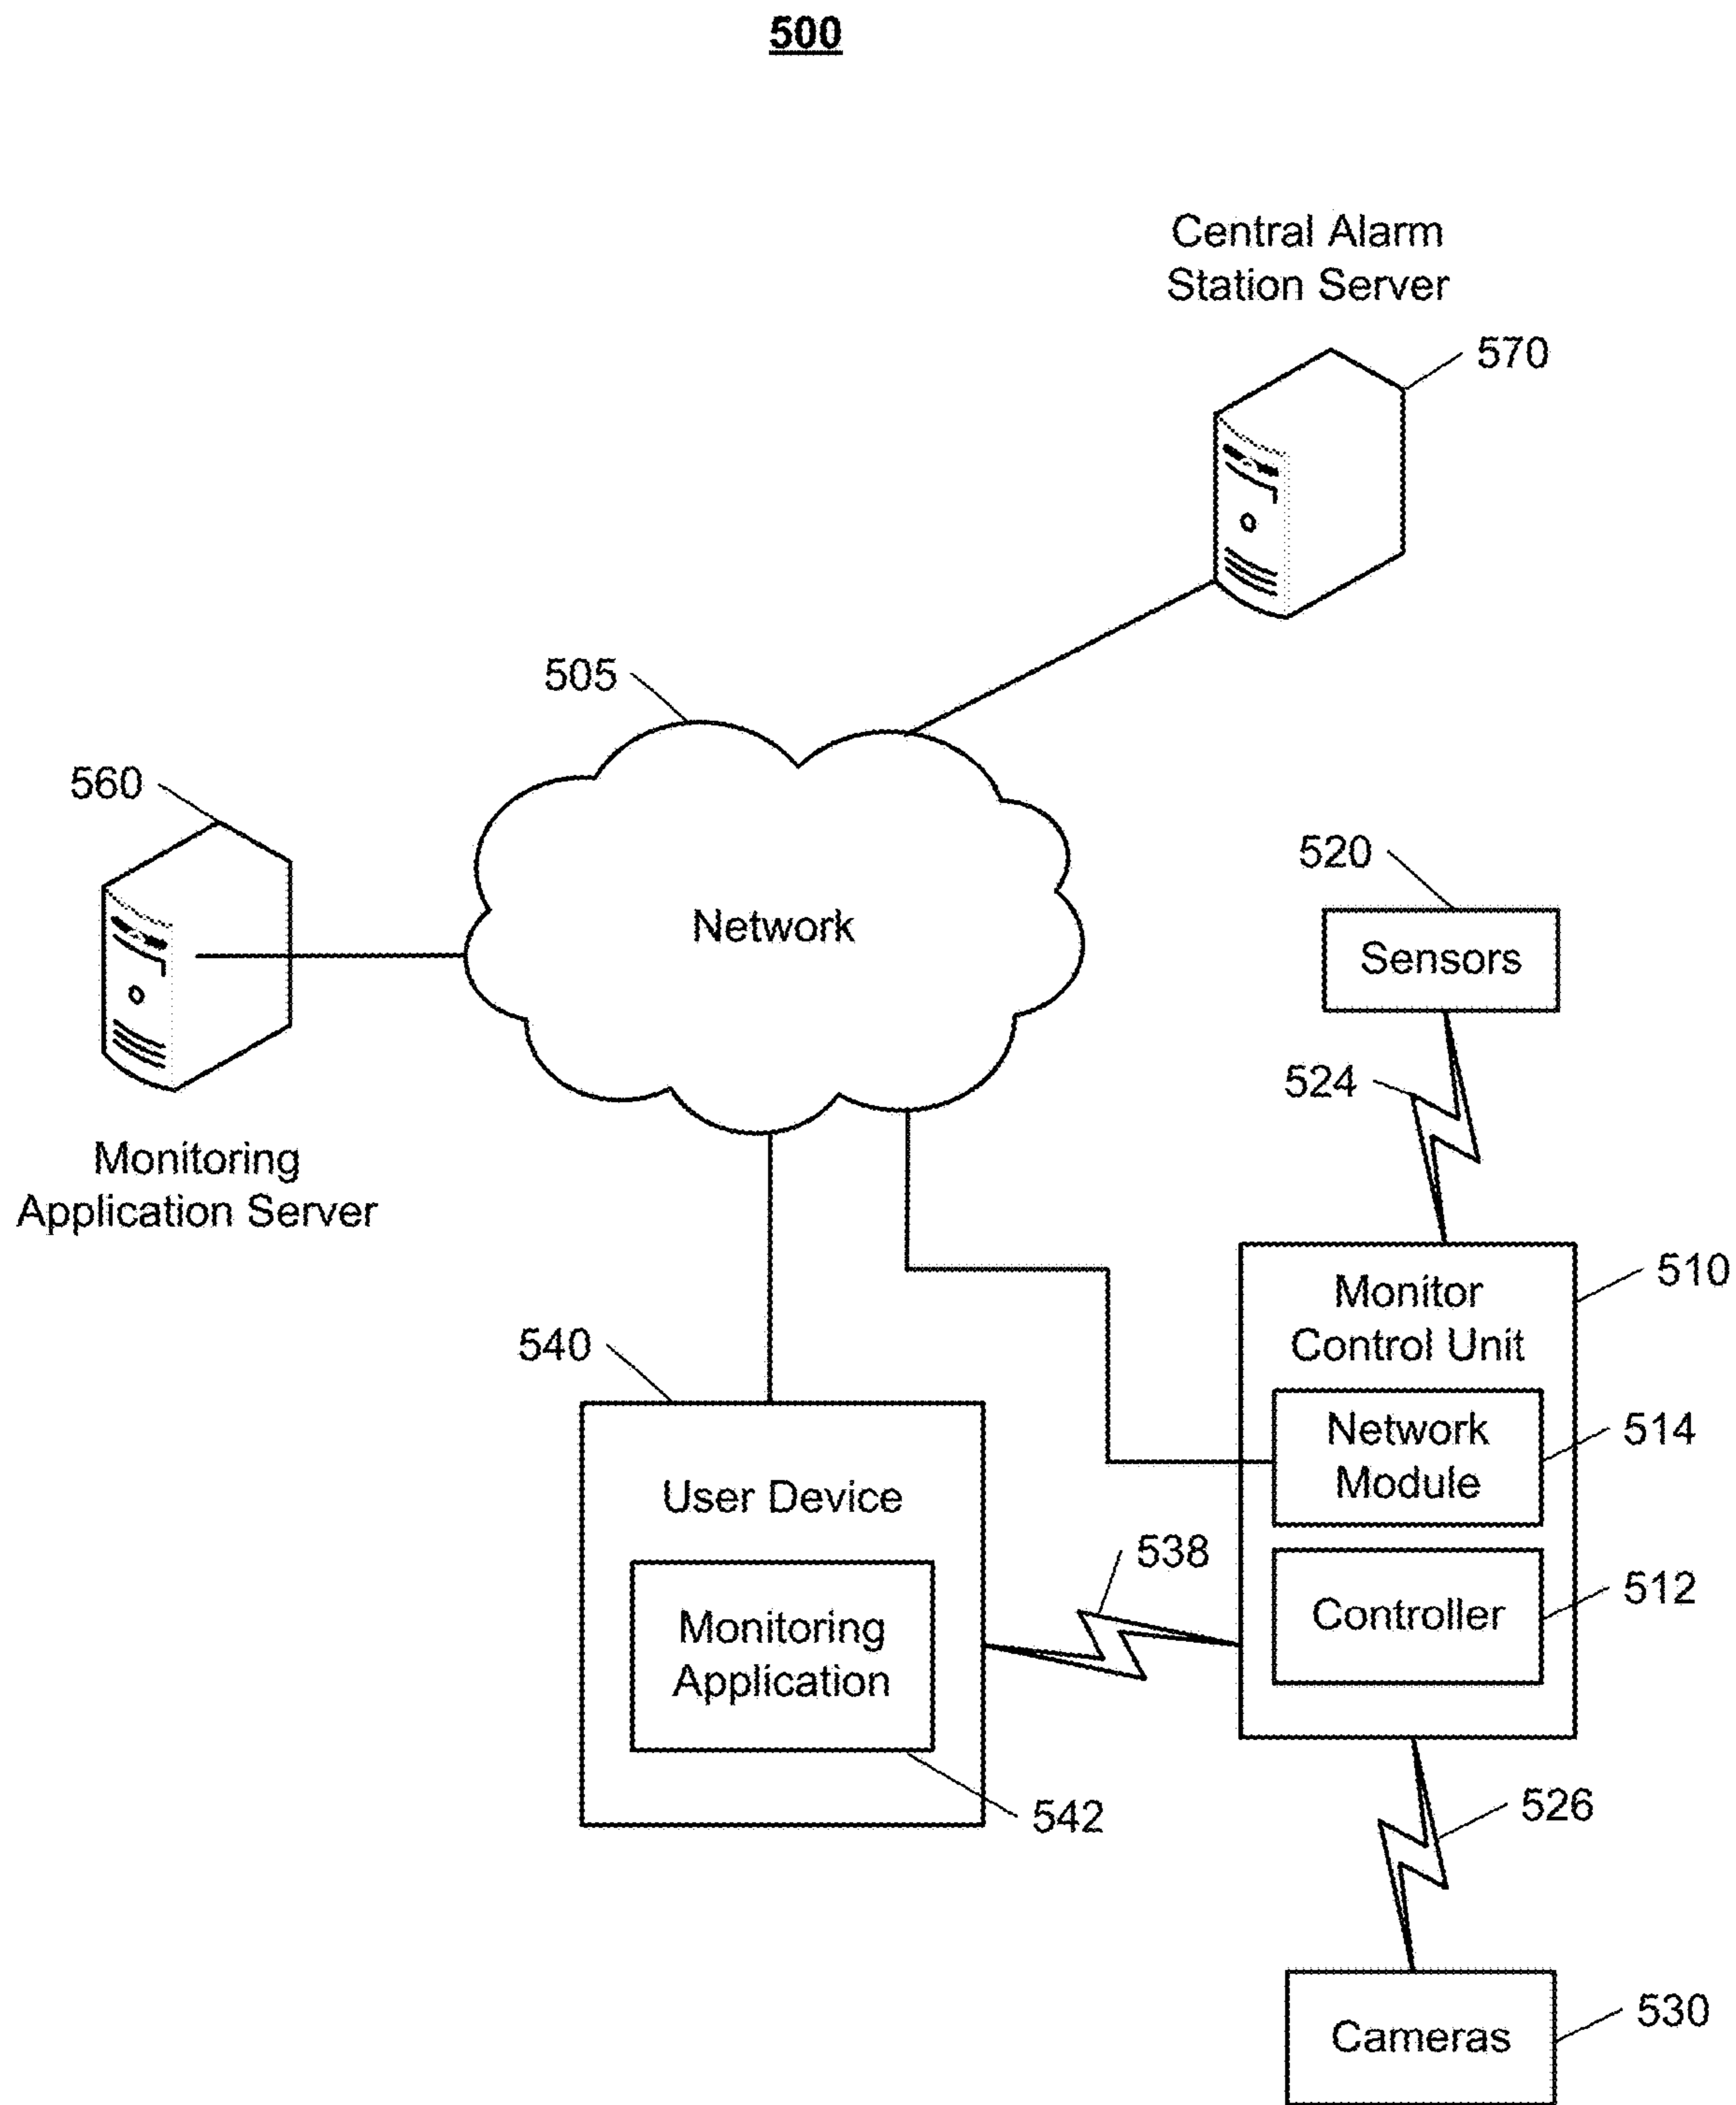 500
Central Alarm
Station Server
570
505
560
Network
520
Sensors
524
Monitoring
Application Server
510
Monitor
Control Unit
540
514
Network
Module
User Device
538
512
Controller
Monitoring
Application
542
526
530
Cameras